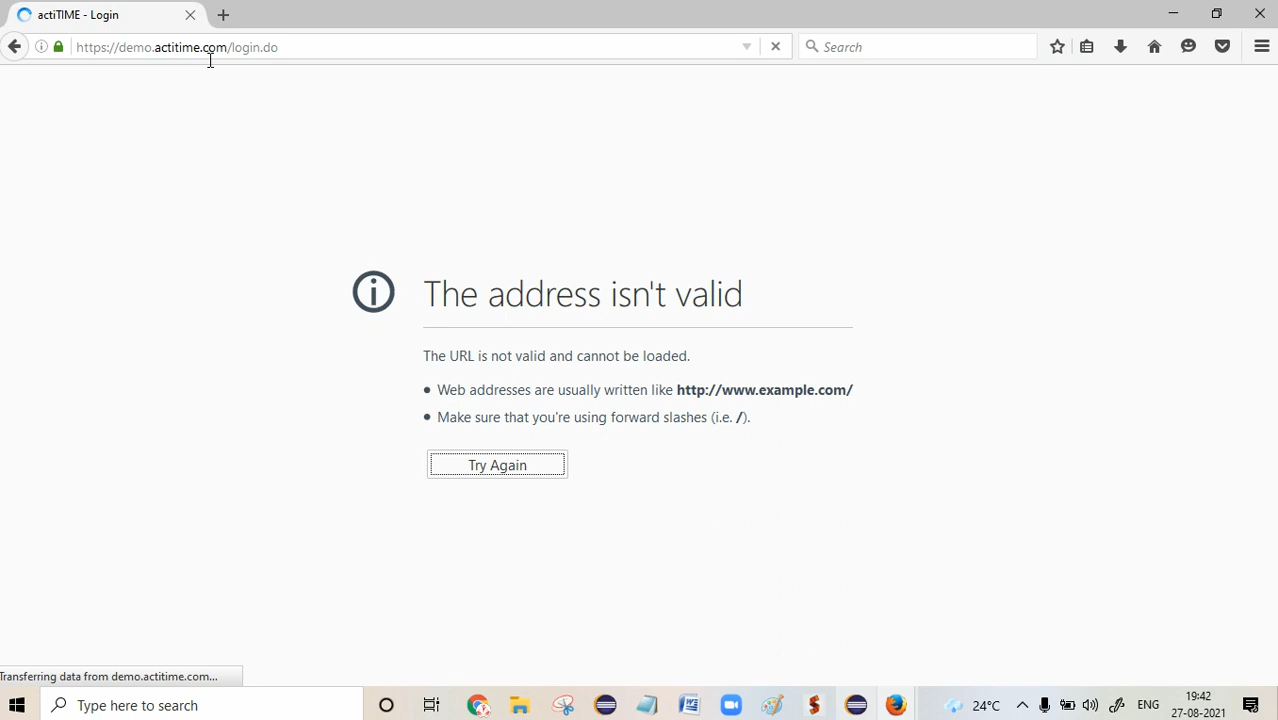 actiTIME - Login
https://demo.actitime.com/login.do
Search
The address isn't valid
The URL is not valid and cannot be loaded.
Web addresses are usually written like http://www.example.com/
Make sure that you're using forward slashes (i.e. /).
Try Again
Transferring data from demo.actitime.com...
Type here to search
24°C
ENG
19:42
27-08-2021